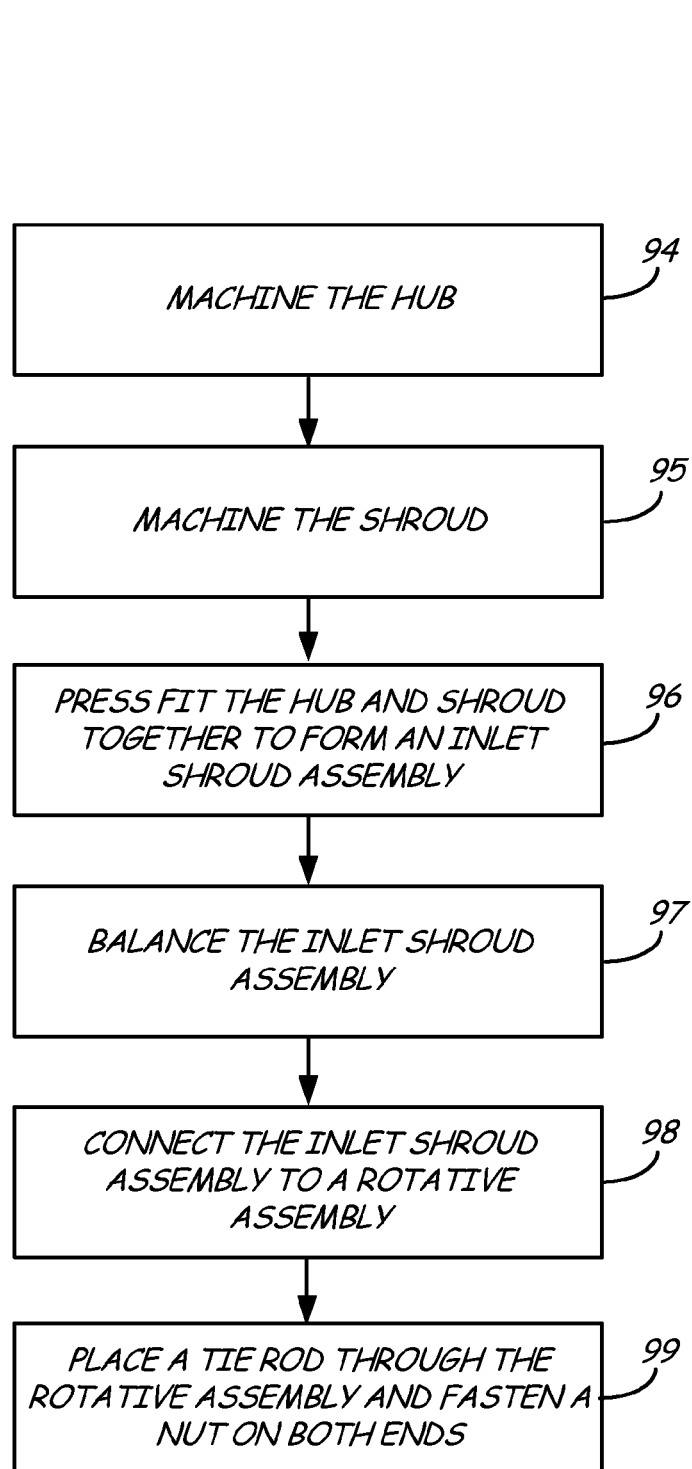 94
MACHINE THE HUB
95
MACHINE THE SHROUD
96
PRESS FIT THE HUB AND SHROUD
TOGETHER TO FORM AN INLET
SHROUD ASSEMBLY
97
BALANCE THE INLET SHROUD
ASSEMBLY
98
CONNECT THE INLET SHROUD
ASSEMBLY TO A ROTATIVE
ASSEMBLY
99
PLACE A TIE ROD THROUGH THE
ROTATIVE ASSEMBLY AND FASTEN A
NUT ON BOTH ENDS